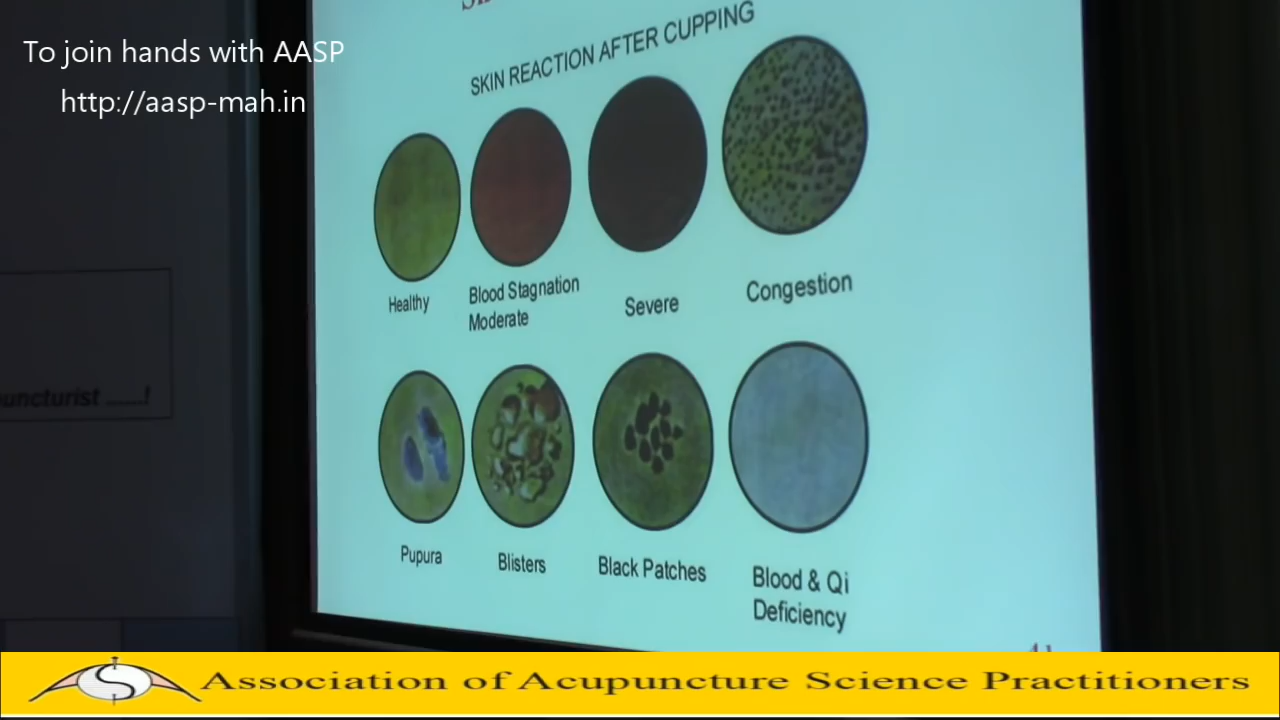 To join hands with AASP
http://aasp-mah.in
SKIN REACTION AFTER CUPPING
Healthy
Blood Stagnation
Moderate
Severe
Congestion
Pupura
Blisters
Black Patches
Blood & Qi
Deficiency
uncturist ......!
Association of Acupuncture Science Practitioners